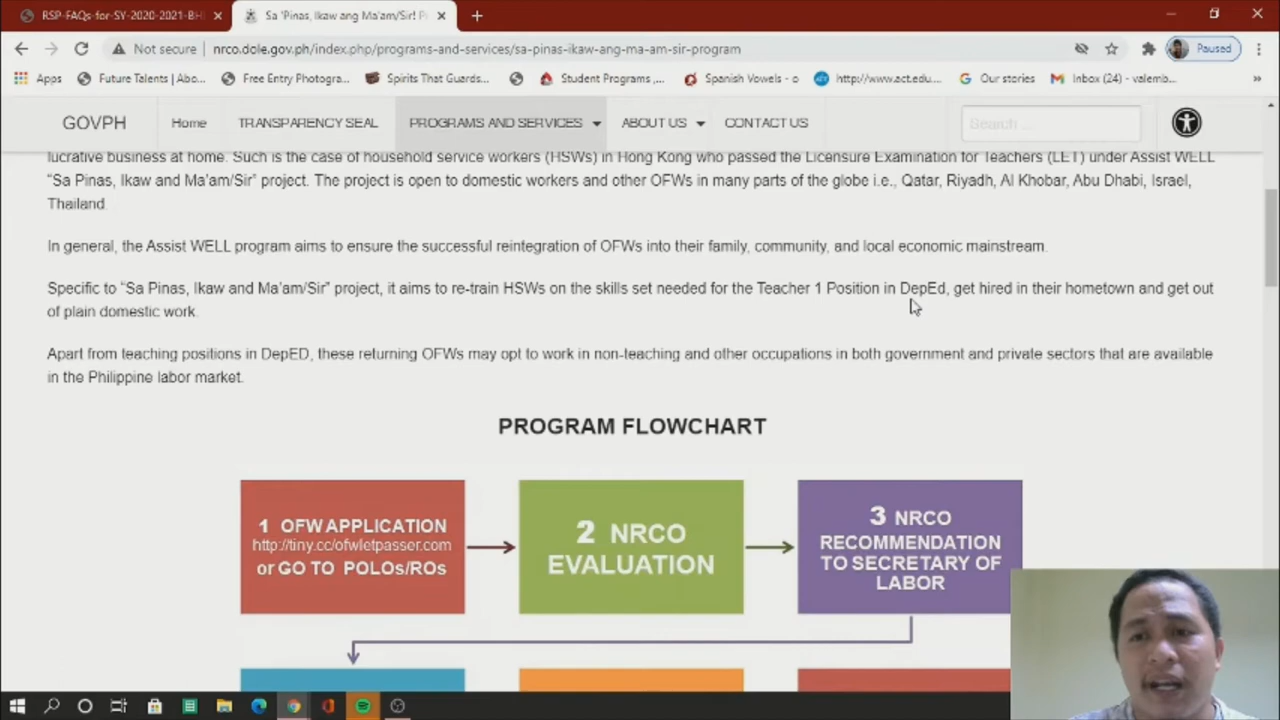 RSP-FAQs-for-SY-2020-2021-BH
Sa 'Pinas, Ikaw ang Ma'am/Sir! P
Not secure nrco.dole.gov.ph/index.php/programs-and-services/sa-pinas-ikaw-ang-ma-am-sir-program
Paused
Apps Future Talents | Abo... Free Entry Photogra... Spirits That Guards... Student Programs ,... Spanish Vowels - o http://www.act.edu.... Our stories Inbox (24) - valemb...
GOVPH Home TRANSPARENCY SEAL PROGRAMS AND SERVICES ABOUT US CONTACT US Search ...
lucrative business at home. Such is the case of household service workers (HSWs) in Hong Kong who passed the Licensure Examination for Teachers (LET) under Assist WELL
“Sa Pinas, Ikaw and Ma’am/Sir” project. The project is open to domestic workers and other OFWs in many parts of the globe i.e., Qatar, Riyadh, Al Khobar, Abu Dhabi, Israel,
Thailand.
In general, the Assist WELL program aims to ensure the successful reintegration of OFWs into their family, community, and local economic mainstream.
Specific to “Sa Pinas, Ikaw and Ma’am/Sir” project, it aims to re-train HSWs on the skills set needed for the Teacher 1 Position in DepEd, get hired in their hometown and get out
of plain domestic work.
Apart from teaching positions in DepED, these returning OFWs may opt to work in non-teaching and other occupations in both government and private sectors that are available
in the Philippine labor market.
PROGRAM FLOWCHART
1 OFW APPLICATION
http://tiny.cc/ofwletpasser.com
or GO TO POLOs/ROs
2 NRCO
EVALUATION
3 NRCO
RECOMMENDATION
TO SECRETARY OF
LABOR